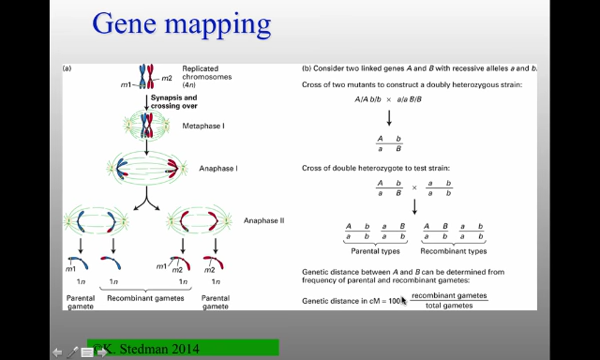 Gene mapping
(a)
Replicated
chromosomes
(4n)
m1
m2
Synapsis and
crossing over
Metaphase I
Anaphase I
Anaphase II
m1
m1
m2
m2
1n 1n 1n 1n
Parental
gamete
Recombinant gametes
Parental
gamete
(b) Consider two linked genes A and B with recessive alleles a and b.
Cross of two mutants to construct a doubly heterozygous strain:
A/A b/b × a/a B/B
A b
a B
Cross of double heterozygote to test strain:
A b a b
×
a B a b
A b a B A B a b
a b a b a b a b
Parental types Recombinant types
Genetic distance between A and B can be determined from
frequency of parental and recombinant gametes:
Genetic distance in cM = 100 recombinant gametes
total gametes
©K. Stedman 2014